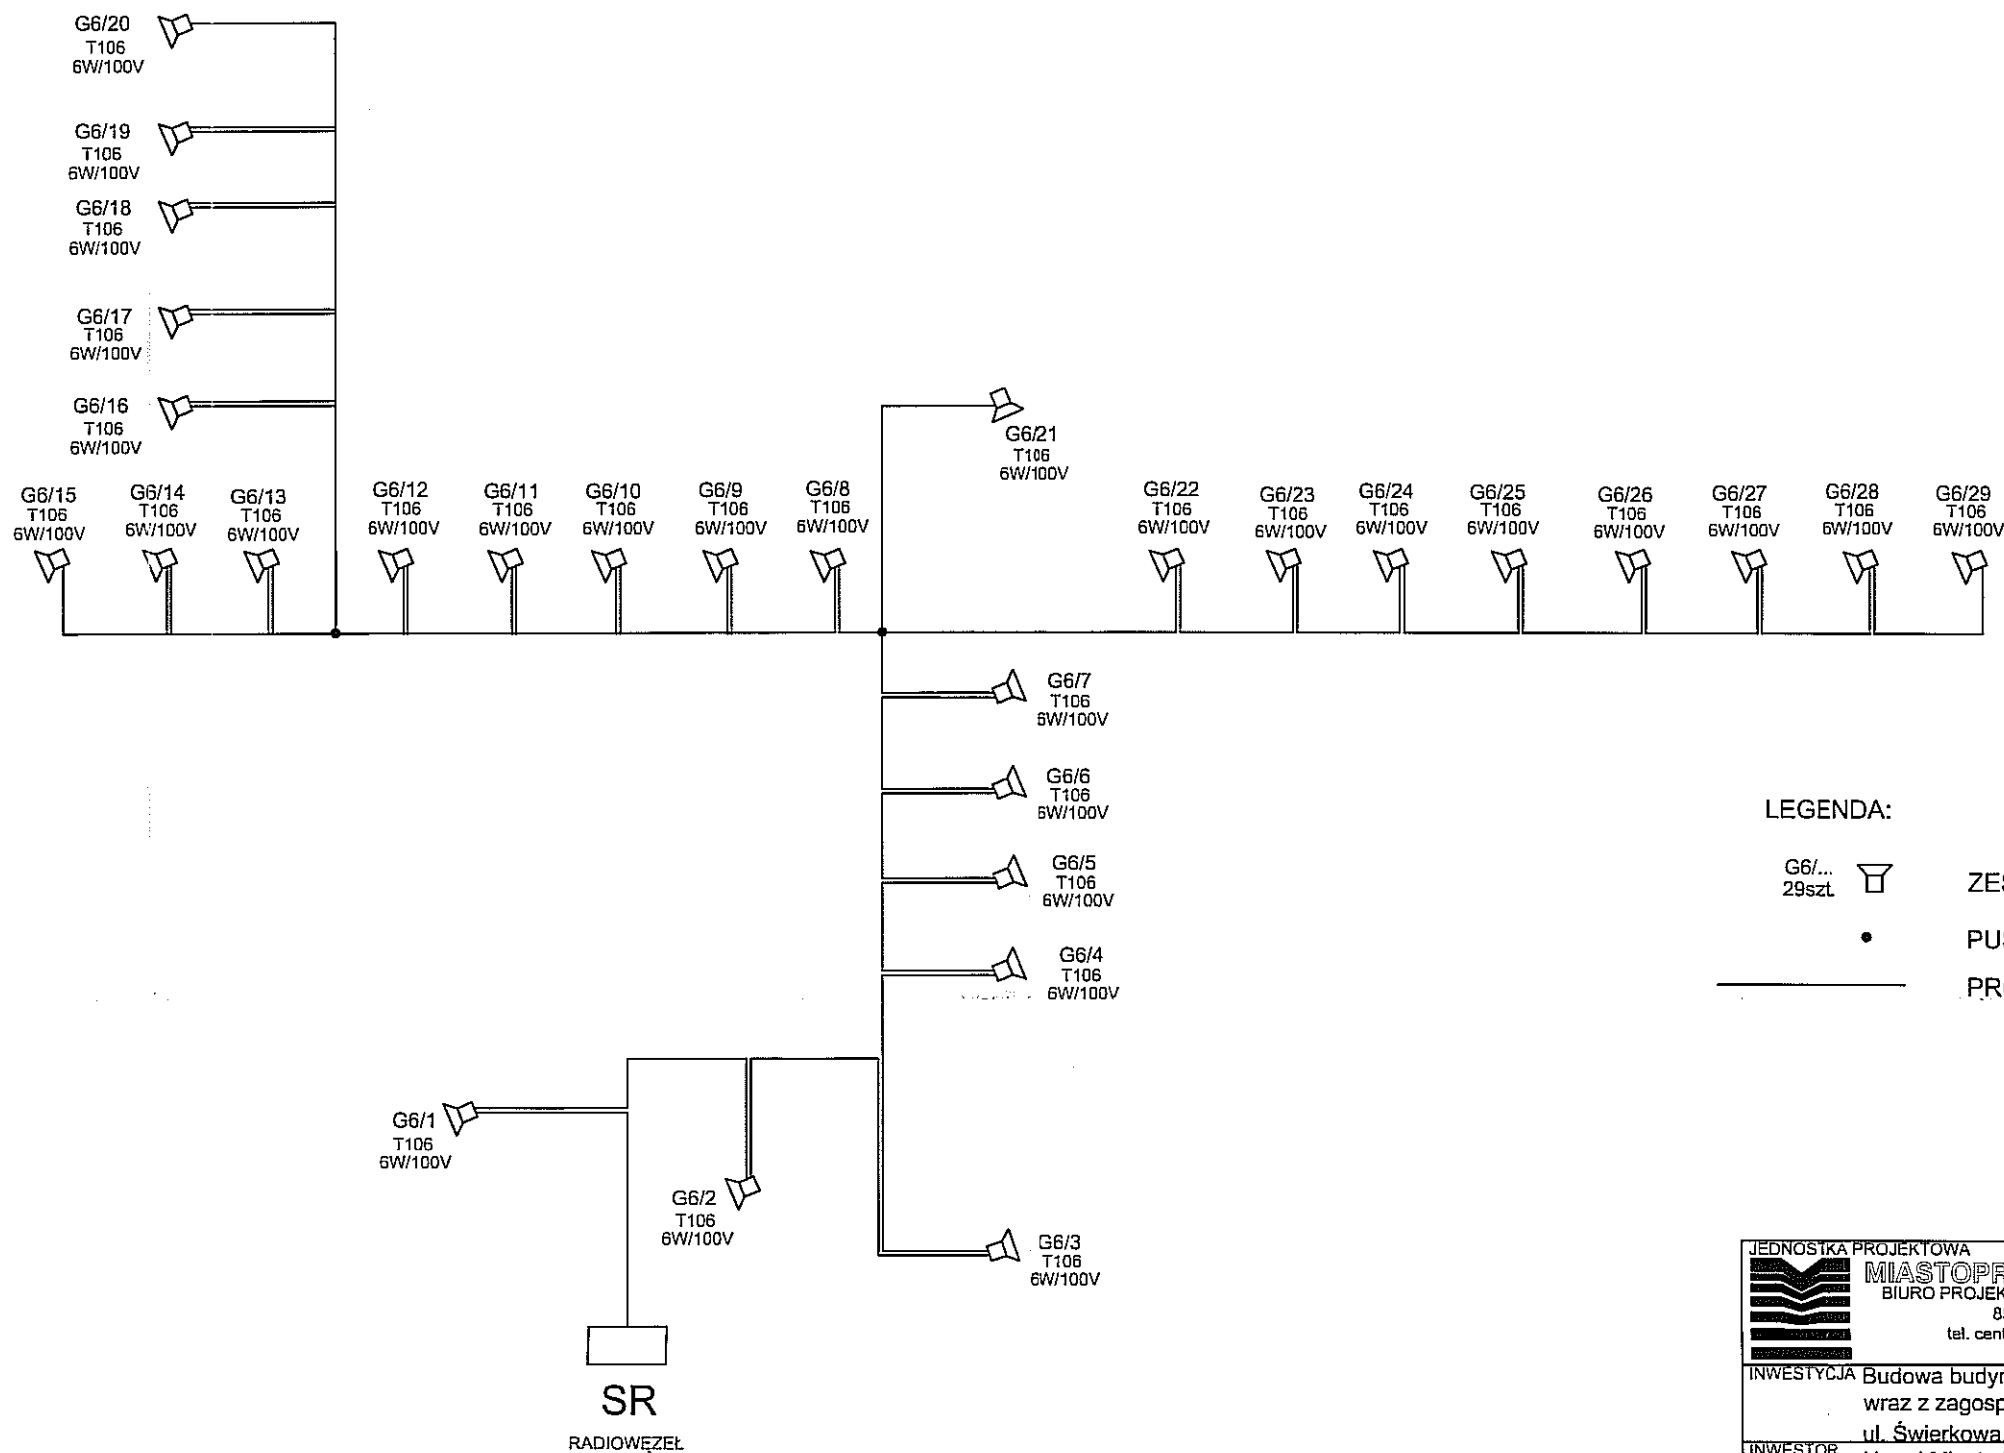 G6/20
T106
6W/100V
G6/19
T106
6W/100V
G6/18
T106
6W/100V
G6/17
T106
6W/100V
G6/16
T106
6W/100V
G6/15
T106
6W/100V
G6/14
T106
6W/100V
G6/13
T106
6W/100V
G6/12
T106
6W/100V
G6/11
T106
6W/100V
G6/10
T106
6W/100V
G6/9
T106
6W/100V
G6/8
T106
6W/100V
G6/21
T106
6W/100V
G6/22
T106
6W/100V
G6/23
T106
6W/100V
G6/24
T106
6W/100V
G6/25
T106
6W/100V
G6/26
T106
6W/100V
G6/27
T106
6W/100V
G6/28
T106
6W/100V
G6/29
T106
6W/100V
G6/7
T106
6W/100V
G6/6
T106
6W/100V
G6/5
T106
6W/100V
G6/4
T106
6W/100V
G6/1
T106
6W/100V
G6/2
T106
6W/100V
G6/3
T106
6W/100V
SR
RADIOWĘZEŁ
LEGENDA:
G6/...
29szt.
JEDNOSTKA PROJEKTOWA
BIURO
tel.
INWESTYCJA Budowa
wraz z
ul. Świerkowa
INWESTOR